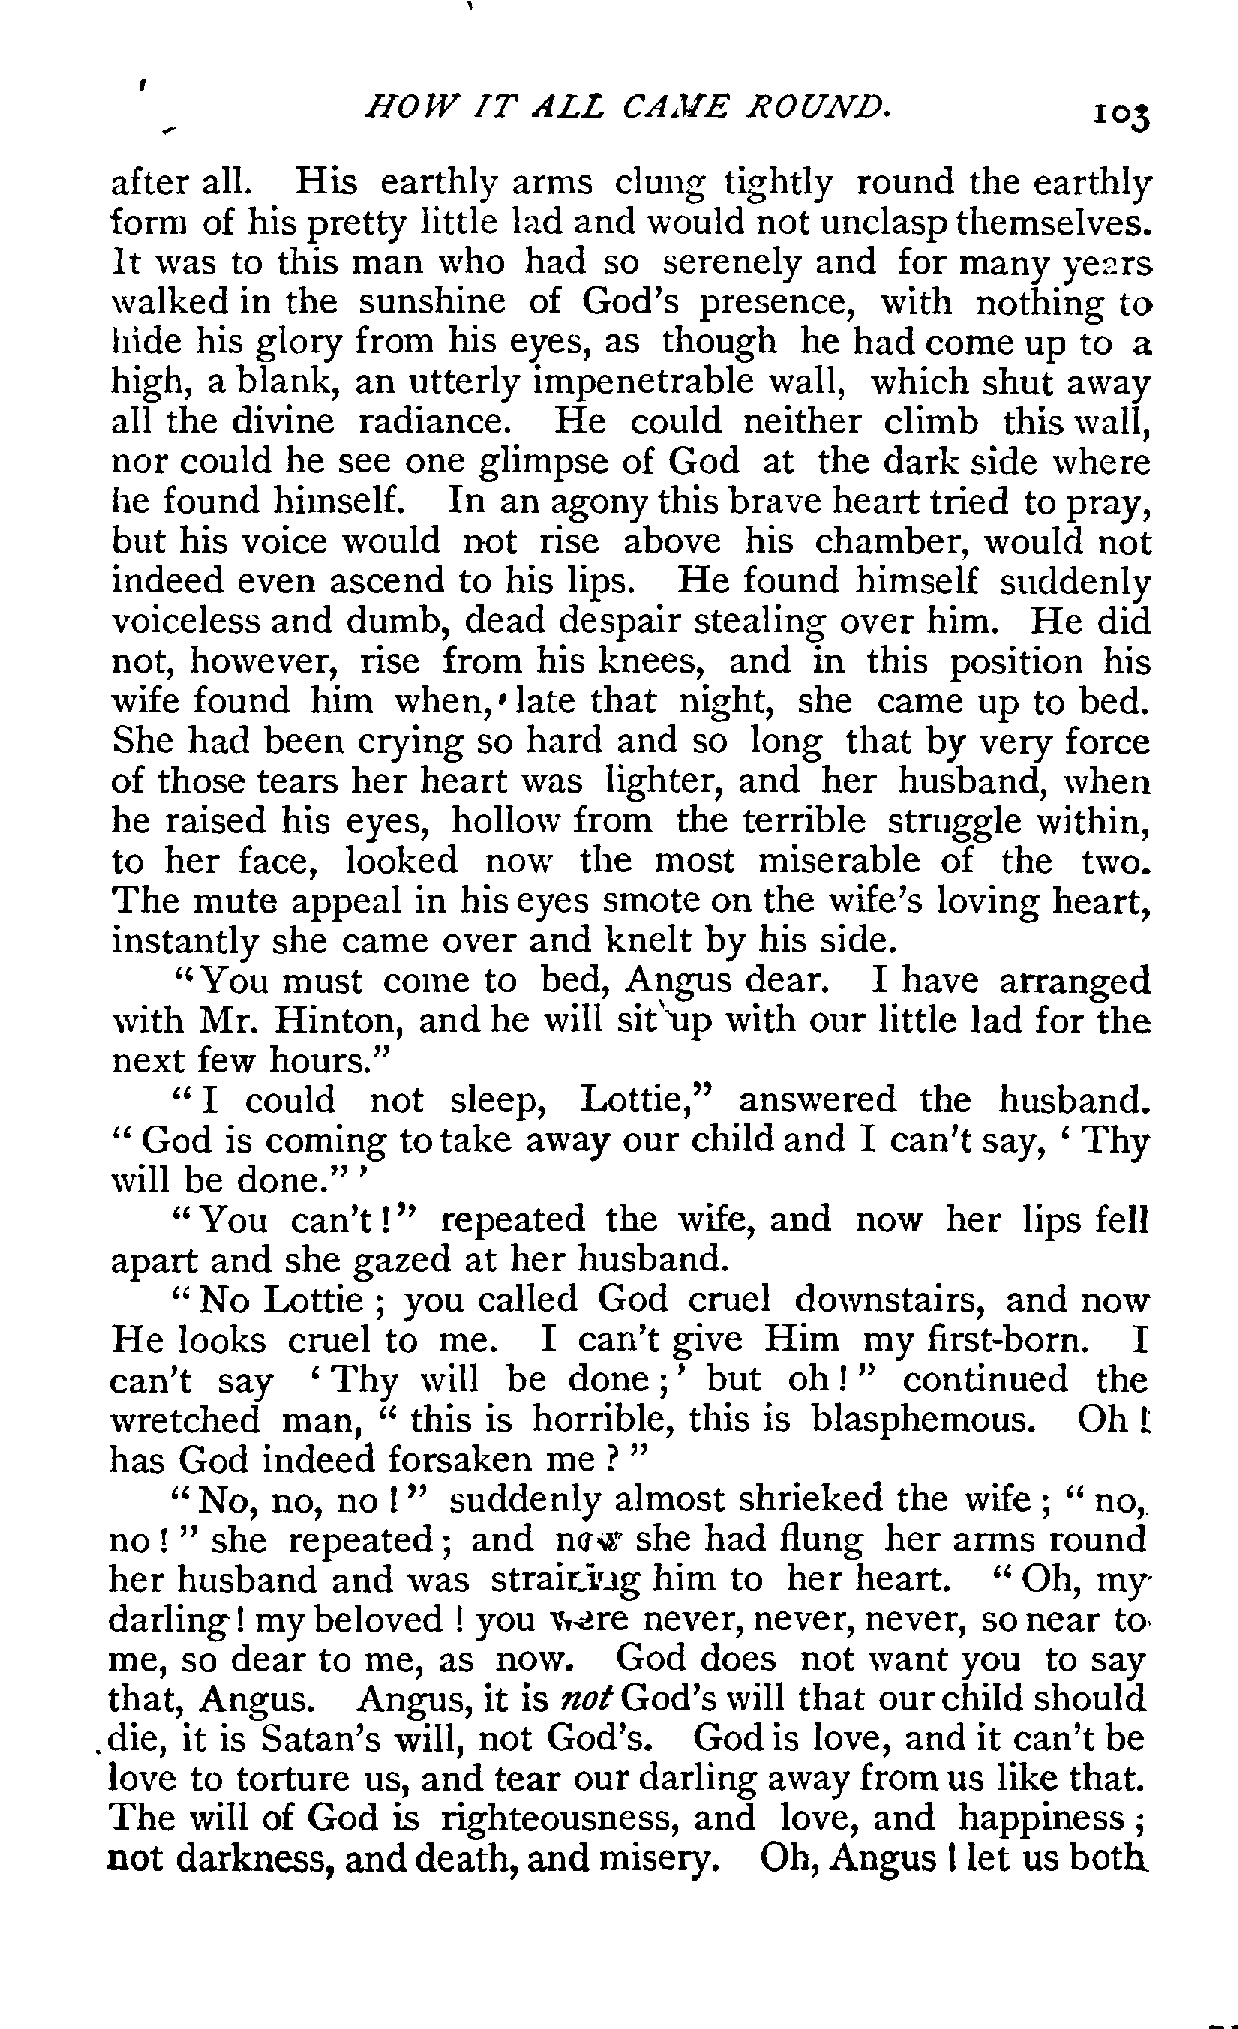 HOW IT ALL CAME ROUND. 103
after all. His earthly arms clung tightly round the earthly
form of his pretty little lad and would not unclasp themselves.
It was to this man who had so serenely and for many years
walked in the sunshine of God's presence, with nothing to
hide his glory from his eyes, as though he had come up to a
high, a blank, an utterly impenetrable wall, which shut away
all the divine radiance. He could neither climb this wall,
nor could he see one glimpse of God at the dark side where
he found himself. In an agony this brave heart tried to pray,
but his voice would not rise above his chamber, would not
indeed even ascend to his lips. He found himself suddenly
voiceless and dumb, dead despair stealing over him. He did
not, however, rise from his knees, and in this position his
wife found him when, late that night, she came up to bed.
She had been crying so hard and so long that by very force
of those tears her heart was lighter, and her husband, when
he raised his eyes, hollow from the terrible struggle within,
to her face, looked now the most miserable of the two.
The mute appeal in his eyes smote on the wife's loving heart,
instantly she came over and knelt by his side.
"You must come to bed, Angus dear. I have arranged
with Mr. Hinton, and he will sit up with our little lad for the
next few hours."
"I could not sleep, Lottie," answered the husband.
"God is coming to take away our child and I can't say, 'Thy
will be done." '
"You can't!" repeated the wife, and now her lips fell
apart and she gazed at her husband.
"No Lottie; you called God cruel downstairs, and now
He looks cruel to me. I can't give Him my first-born. I
can't say 'Thy will be done;' but oh!" continued the
wretched man, "this is horrible, this is blasphemous. Oh!
has God indeed forsaken me?"
"No, no, no!" suddenly almost shrieked the wife; "no,
no!" she repeated; and now she had flung her arms round
her husband and was straining him to her heart. "Oh, my
darling! my beloved! you were never, never, never, so near to
me, so dear to me, as now. God does not want you to say
that, Angus. Angus, it is not God's will that our child should
die, it is Satan's will, not God's. God is love, and it can't be
love to torture us, and tear our darling away from us like that.
The will of God is righteousness, and love, and happiness;
not darkness, and death, and misery. Oh, Angus! let us both